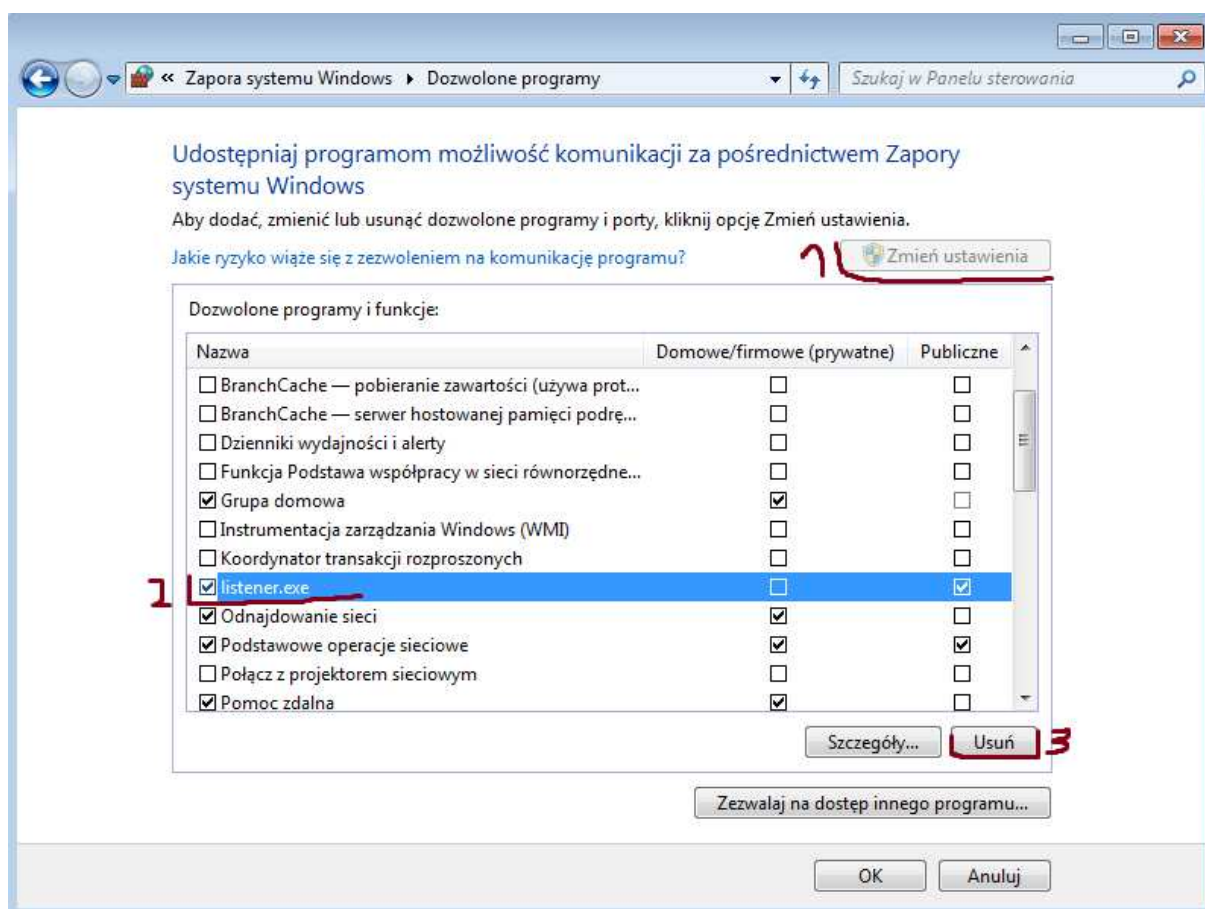 « Zapora systemu Windows ▸ Dozwolone programy
Szukaj w Panelu sterowania
Udostępniaj programom możliwość komunikacji za pośrednictwem Zapory
systemu Windows
Aby dodać, zmienić lub usunąć dozwolone programy i porty, kliknij opcję Zmień ustawienia.
Jakie ryzyko wiąże się z zezwoleniem na komunikację programu?
1
Zmień ustawienia
Dozwolone programy i funkcje:
Nazwa Domowe/firmowe (prywatne) Publiczne
BranchCache — pobieranie zawartości (używa prot...
BranchCache — serwer hostowanej pamięci podrę...
Dzienniki wydajności i alerty
Funkcja Podstawa współpracy w sieci równorzędne...
Grupa domowa
Instrumentacja zarządzania Windows (WMI)
Koordynator transakcji rozproszonych
2 listener.exe
Odnajdowanie sieci
Podstawowe operacje sieciowe
Połącz z projektorem sieciowym
Pomoc zdalna
Szczegóły... Usuń 3
Zezwalaj na dostęp innego programu...
OK Anuluj